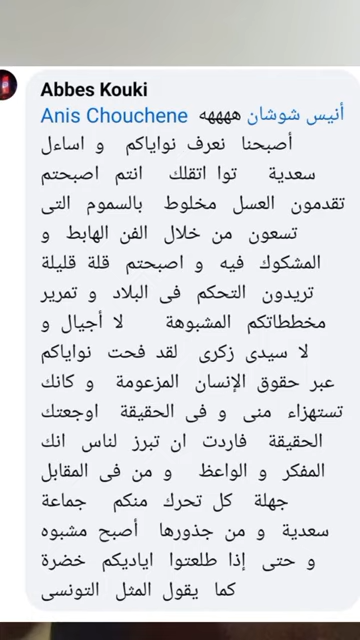 Abbes Kouki
Anis Chouchene أنيس شوشان ههههه
أصبحنا نعرف نواياكم و اساءل
سعدية توا اتقلك انتم اصبحتم
تقدمون العسل مخلوط بالسموم التى
تسعون من خلال الفن الهابط و
المشكوك فيه و اصبحتم قلة قليلة
تريدون التحكم فى البلاد و تمرير
مخططاتكم المشبوهة لا أجيال و
لا سيدى زكرى لقد فحت نواياكم
عبر حقوق الإنسان المزعومة و كانك
تستهزاء منى و فى الحقيقة اوجعتك
الحقيقة فاردت ان تبرز لناس انك
المفكر و الواعظ و من فى المقابل
جهلة كل تحرك منكم جماعة
سعدية و من جذورها أصبح مشبوه
و حتى إذا طلعتوا اياديكم خضرة
كما يقول المثل التونسى